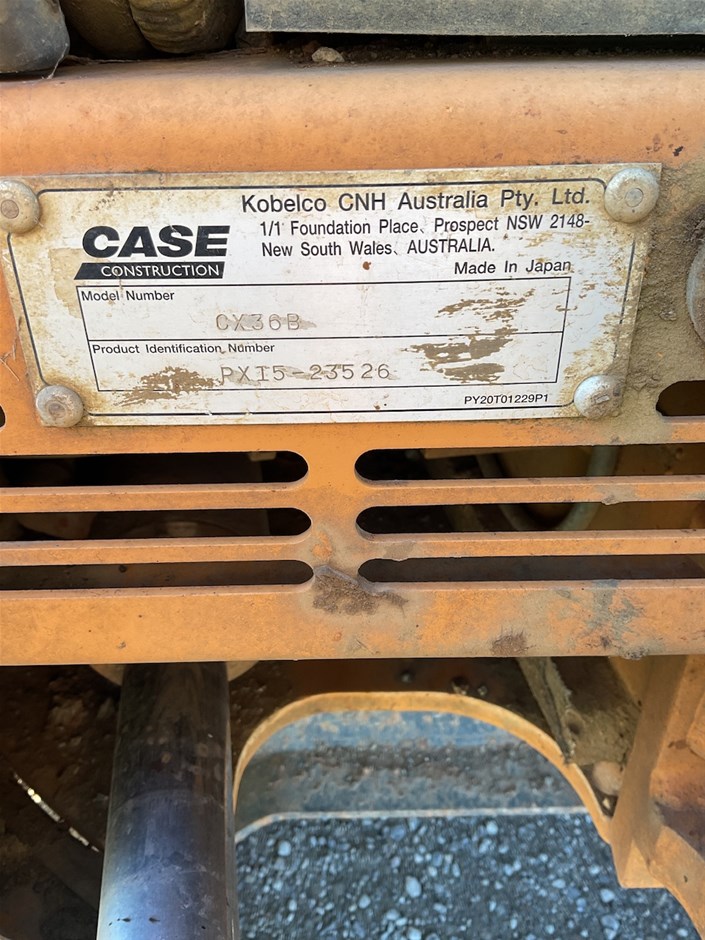 Kobelco CNH Australia Pty. Ltd.
1/1 Foundation Place、Prospect NSW 2148-
New South Wales、AUSTRALIA.
CASE
CONSTRUCTION
Made In Japan
Model Number
CX36B
Product Identification Number
PX15-23526
PY20T01229P1